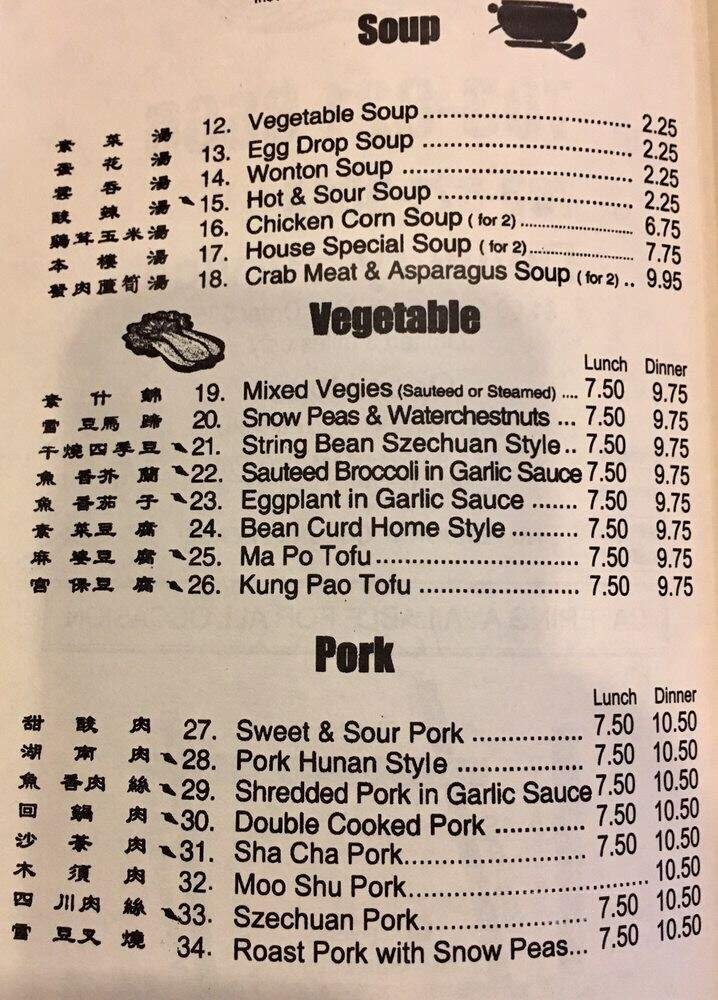 Soup
素菜湯 12. Vegetable Soup 2.25
蛋花湯 13. Egg Drop Soup 2.25
雲吞湯 14. Wonton Soup 2.25
酸辣湯 15. Hot & Sour Soup 2.25
鷄茸玉米湯 16. Chicken Corn Soup ( for 2) 6.75
本樓湯 17. House Special Soup ( for 2) 7.75
蟹肉蘆筍湯 18. Crab Meat & Asparagus Soup ( for 2) 9.95
Vegetable
Lunch Dinner
素什錦 19. Mixed Vegies (Sauteed or Steamed) 7.50 9.75
雪豆馬蹄 20. Snow Peas & Waterchestnuts 7.50 9.75
干燒四季豆 21. String Bean Szechuan Style 7.50 9.75
魚香芥蘭 22. Sauteed Broccoli in Garlic Sauce 7.50 9.75
魚香茄子 23. Eggplant in Garlic Sauce 7.50 9.75
素菜豆腐 24. Bean Curd Home Style 7.50 9.75
麻婆豆腐 25. Ma Po Tofu 7.50 9.75
宮保豆腐 26. Kung Pao Tofu 7.50 9.75
Pork
Lunch Dinner
甜酸肉 27. Sweet & Sour Pork 7.50 10.50
湖南肉 28. Pork Hunan Style 7.50 10.50
魚香肉絲 29. Shredded Pork in Garlic Sauce 7.50 10.50
回鍋肉 30. Double Cooked Pork 7.50 10.50
沙茶肉 31. Sha Cha Pork 7.50 10.50
木須肉 32. Moo Shu Pork 10.50
四川肉絲 33. Szechuan Pork 7.50 10.50
雪豆叉燒 34. Roast Pork with Snow Peas 7.50 10.50